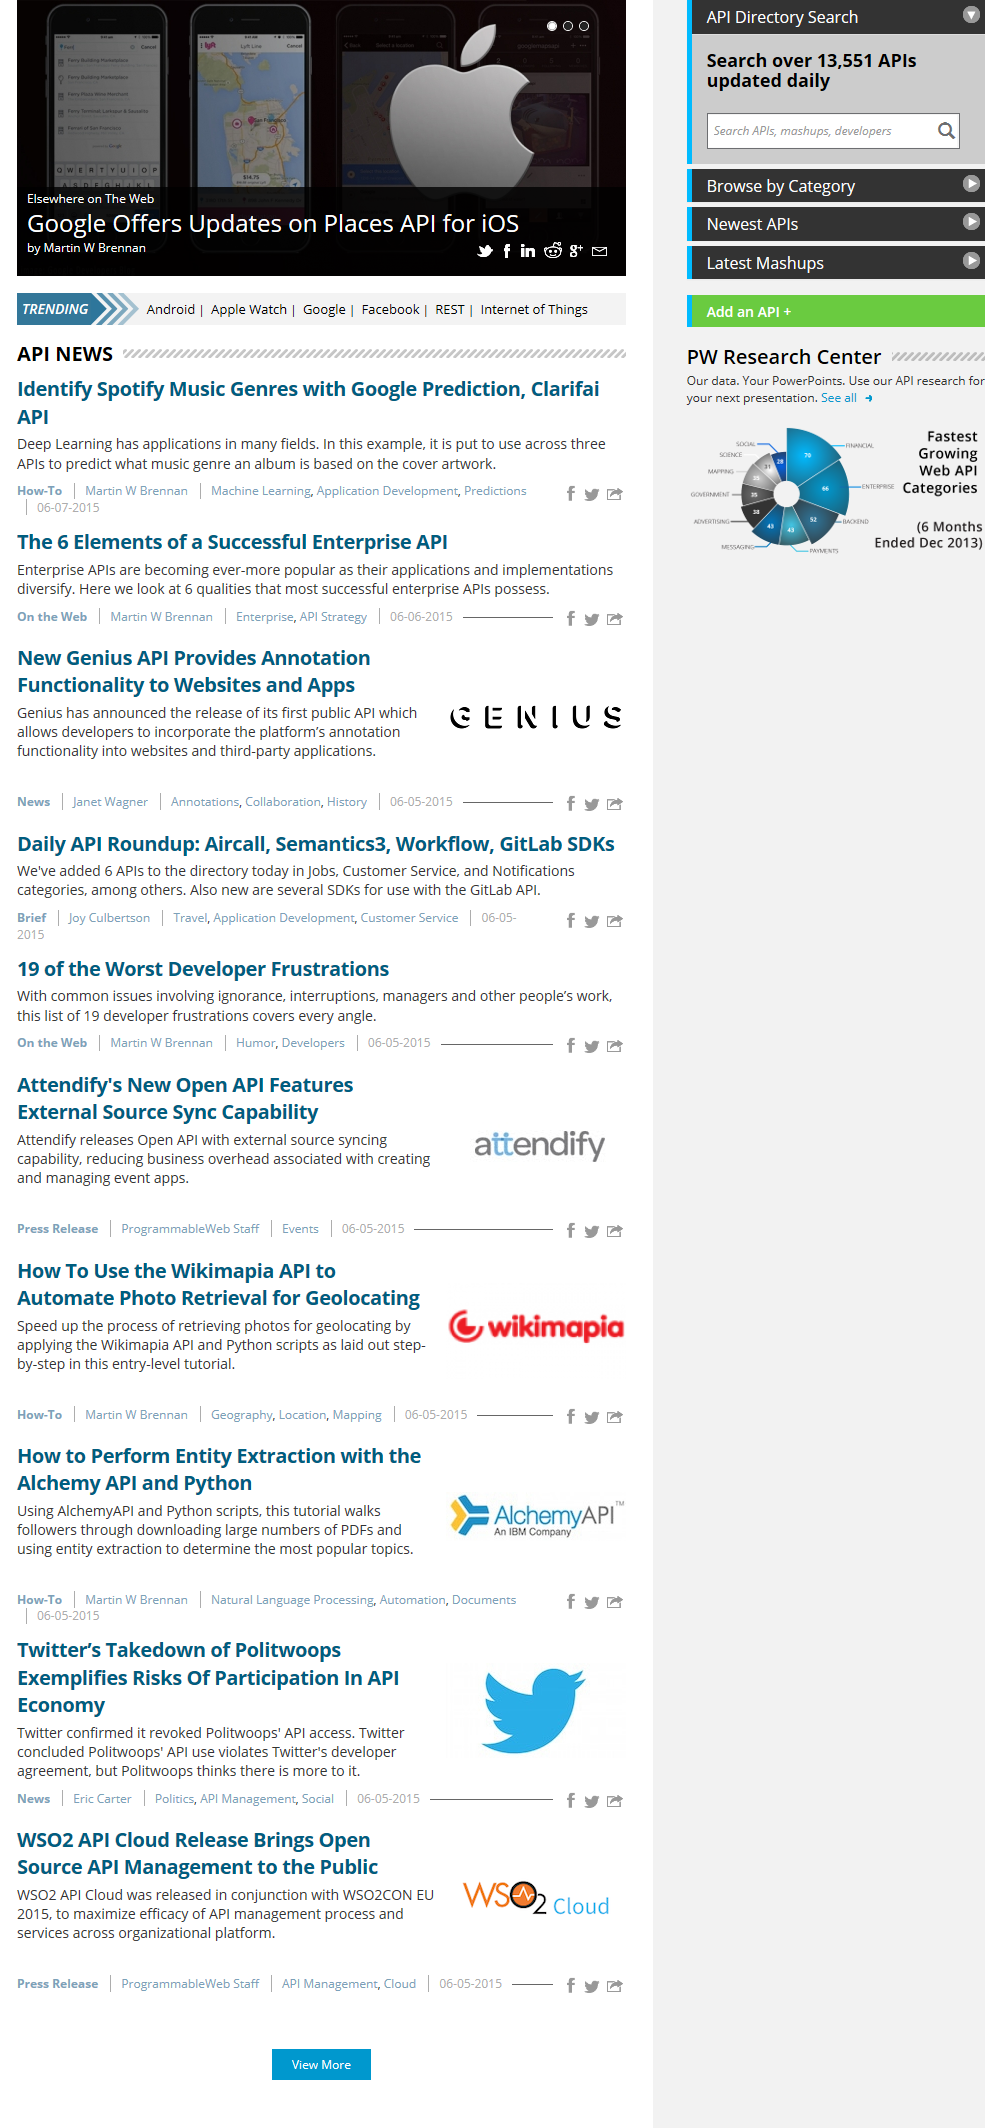 Elsewhere on The Web
Google Offers Updates on Places API for iOS
by Martin W Brennan
TRENDING
Android | Apple Watch | Google | Facebook | REST | Internet of Things
API NEWS
Identify Spotify Music Genres with Google Prediction, Clarifai
API
Deep Learning has applications in many fields. In this example, it is put to use across three
APIs to predict what music genre an album is based on the cover artwork.
How-To | Martin W Brennan | Machine Learning, Application Development, Predictions
| 06-07-2015
The 6 Elements of a Successful Enterprise API
Enterprise APIs are becoming ever-more popular as their applications and implementations
diversify. Here we look at 6 qualities that most successful enterprise APIs possess.
On the Web | Martin W Brennan | Enterprise, API Strategy | 06-06-2015
New Genius API Provides Annotation
Functionality to Websites and Apps
Genius has announced the release of its first public API which
allows developers to incorporate the platform’s annotation
functionality into websites and third-party applications.
GENIUS
News | Janet Wagner | Annotations, Collaboration, History | 06-05-2015
Daily API Roundup: Aircall, Semantics3, Workflow, GitLab SDKs
We've added 6 APIs to the directory today in Jobs, Customer Service, and Notifications
categories, among others. Also new are several SDKs for use with the GitLab API.
Brief | Joy Culbertson | Travel, Application Development, Customer Service | 06-05-
2015
19 of the Worst Developer Frustrations
With common issues involving ignorance, interruptions, managers and other people’s work,
this list of 19 developer frustrations covers every angle.
On the Web | Martin W Brennan | Humor, Developers | 06-05-2015
Attendify's New Open API Features
External Source Sync Capability
Attendify releases Open API with external source syncing
capability, reducing business overhead associated with creating
and managing event apps.
attendify
Press Release | ProgrammableWeb Staff | Events | 06-05-2015
How To Use the Wikimapia API to
Automate Photo Retrieval for Geolocating
Speed up the process of retrieving photos for geolocating by
applying the Wikimapia API and Python scripts as laid out step-
by-step in this entry-level tutorial.
wikimapia
How-To | Martin W Brennan | Geography, Location, Mapping | 06-05-2015
How to Perform Entity Extraction with the
Alchemy API and Python
Using AlchemyAPI and Python scripts, this tutorial walks
followers through downloading large numbers of PDFs and
using entity extraction to determine the most popular topics.
AlchemyAPI™
An IBM Company
How-To | Martin W Brennan | Natural Language Processing, Automation, Documents
| 06-05-2015
Twitter’s Takedown of Politwoops
Exemplifies Risks Of Participation In API
Economy
Twitter confirmed it revoked Politwoops' API access. Twitter
concluded Politwoops' API use violates Twitter's developer
agreement, but Politwoops thinks there is more to it.
News | Eric Carter | Politics, API Management, Social | 06-05-2015
WSO2 API Cloud Release Brings Open
Source API Management to the Public
WSO2 API Cloud was released in conjunction with WSO2CON EU
2015, to maximize efficacy of API management process and
services across organizational platform.
WSO2 Cloud
Press Release | ProgrammableWeb Staff | API Management, Cloud | 06-05-2015
View More
API Directory Search
Search over 13,551 APIs
updated daily
Search APIs, mashups, developers
Browse by Category
Newest APIs
Latest Mashups
Add an API +
PW Research Center
Our data. Your PowerPoints. Use our API research for
your next presentation. See all
Fastest
Growing
Web API
Categories
(6 Months
Ended Dec 2013)
SOCIAL
SCIENCE
MAPPING
GOVERNMENT
ADVERTISING
MESSAGING
PAYMENTS
BACKEND
ENTERPRISE
FINANCIAL
70
66
52
43
43
38
35